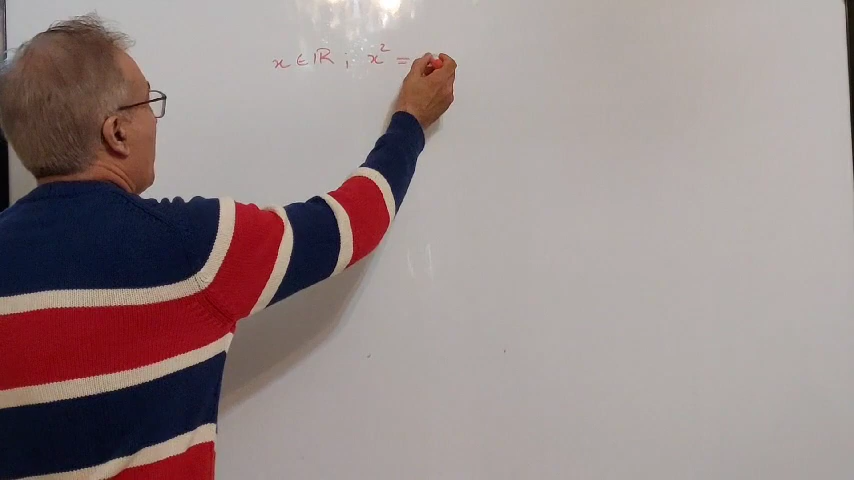 x ∈ ℝ ; x² =